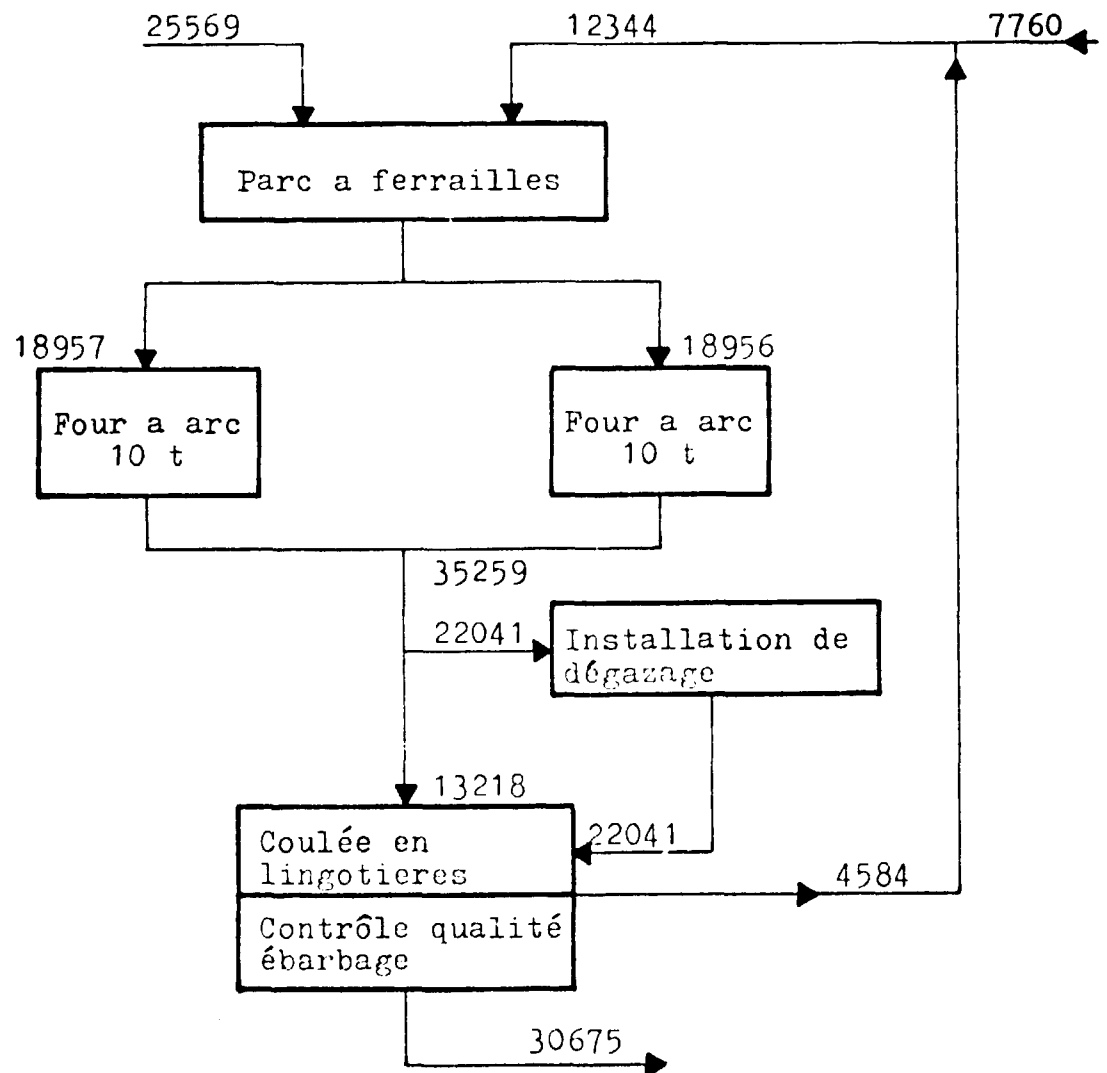 25569
12344
7760
Parc a ferrailles
18957
18956
Four a arc
10 t
Four a arc
10 t
35259
22041
Installation de
dégazage
13218
Coulée en
lingotieres
22041
4584
Contrôle qualité
ébarbage
30675